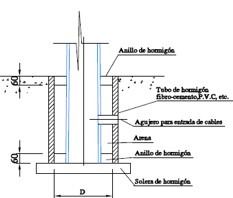 Anillo de hormigón
60
Tubo de hormigón
fibro-cemento,P.V.C, etc.
Agujero para entrada de cables
Arena
60
Anillo de hormigón
D
Solera de hormigón